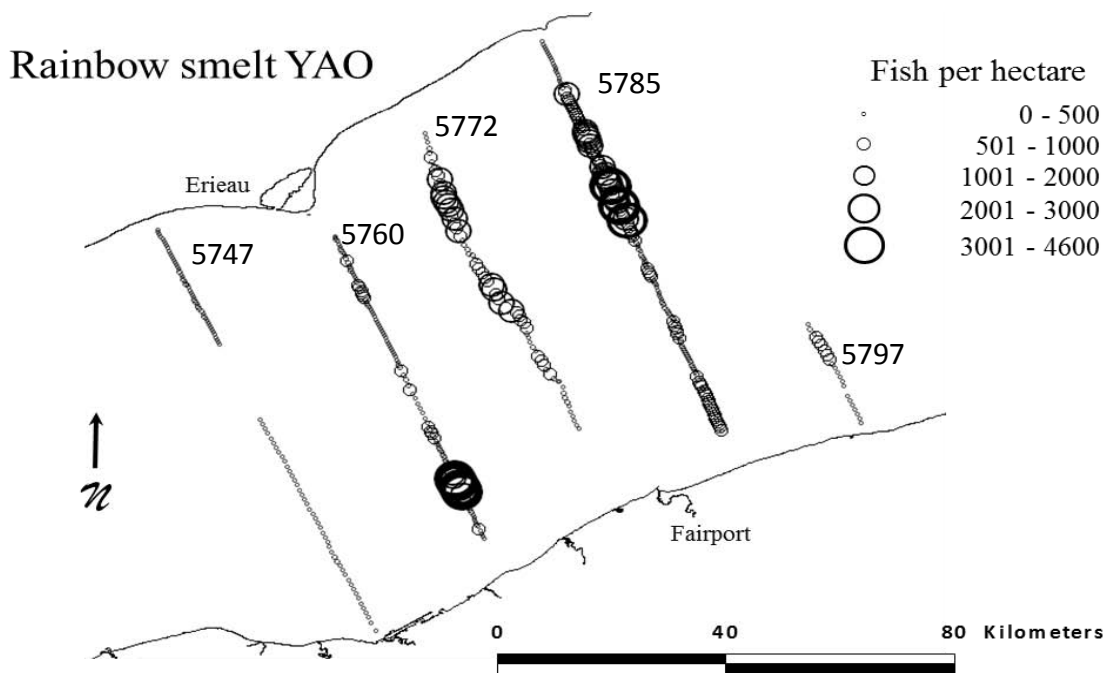 Rainbow smelt YAO
Fish per hectare
0 - 500
501 - 1000
1001 - 2000
2001 - 3000
3001 - 4600
5785
5772
Erieau
5760
5747
5797
N
Fairport
0 40 80 Kilometers